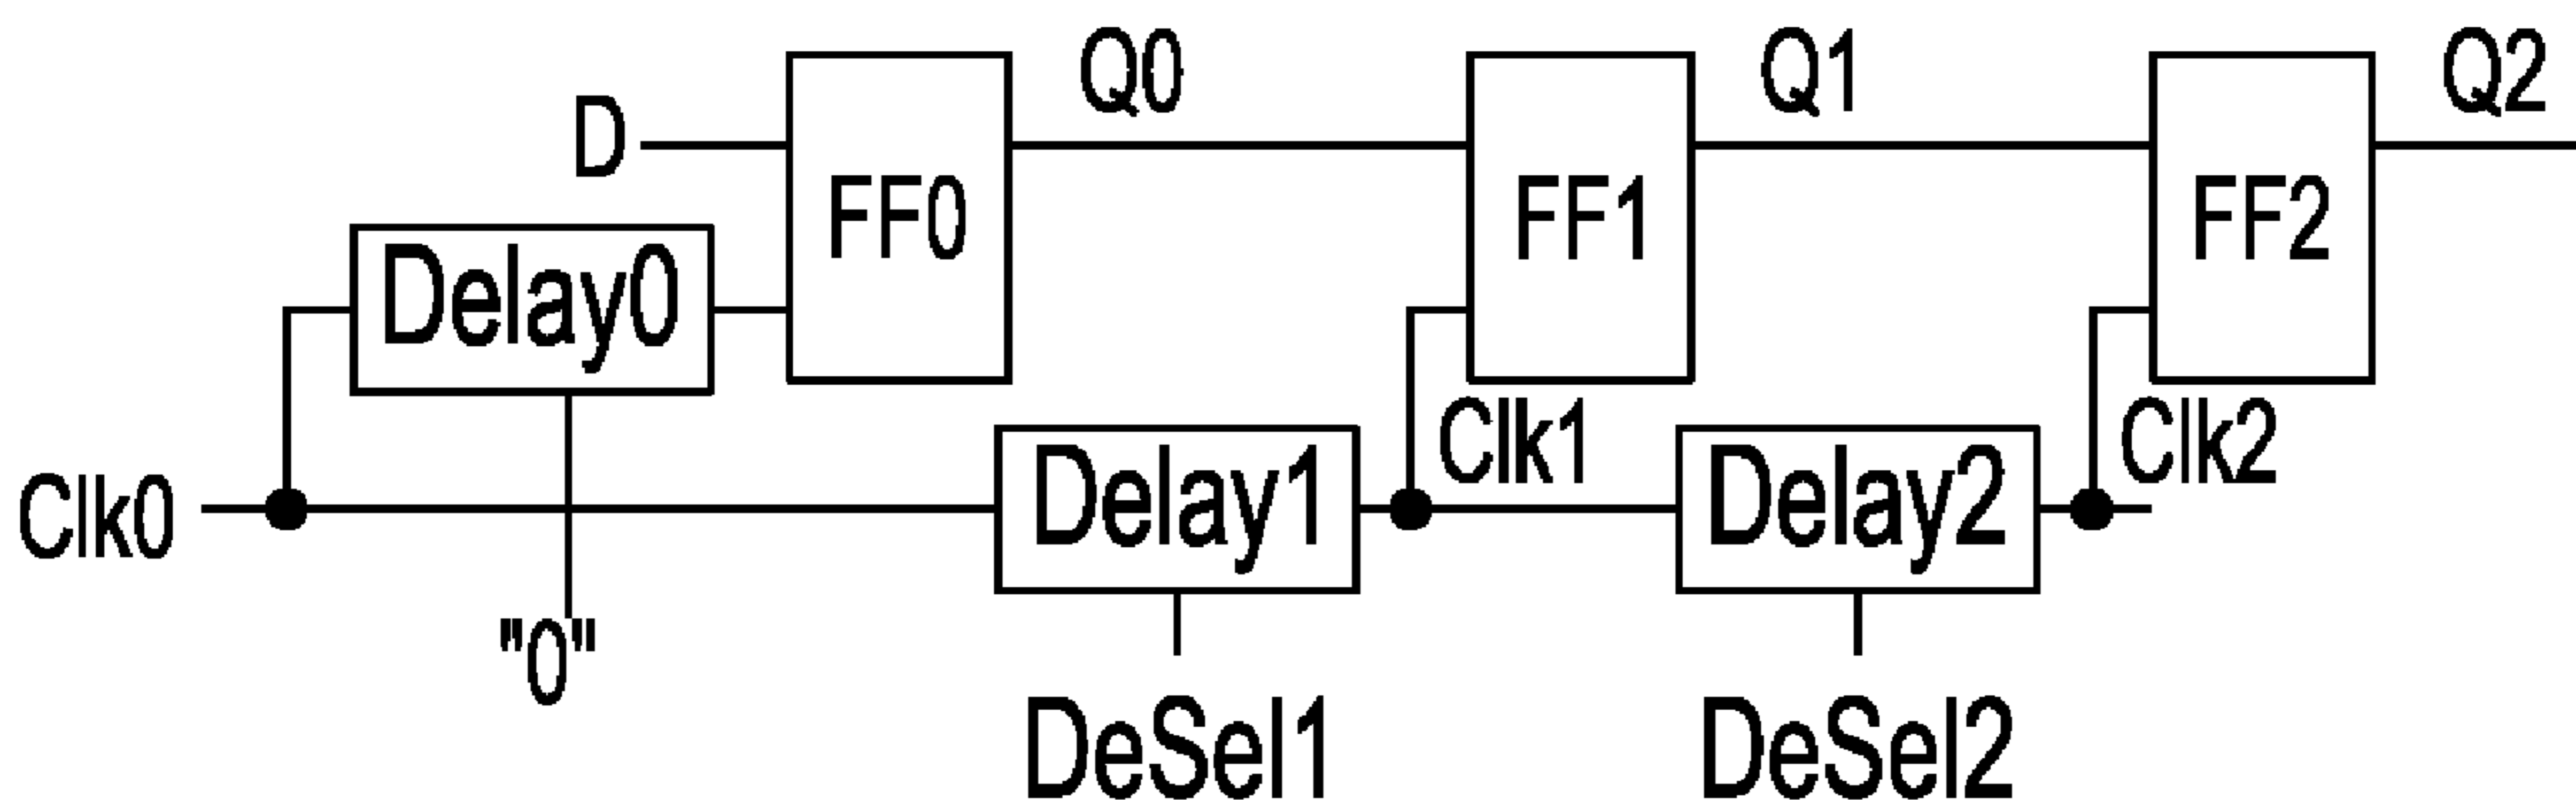 Q0
Q1
Q2
D
FF0
FF1
FF2
Delay0
Clk1
Clk2
Clk0
Delay1
Delay2
"0"
DeSel1
DeSel2